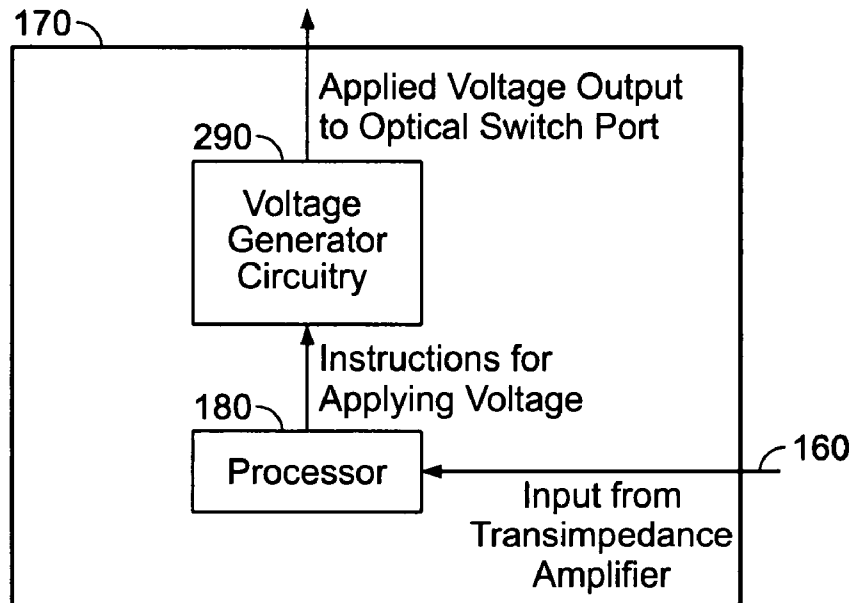 170
Applied Voltage Output
to Optical Switch Port
290
Voltage
Generator
Circuitry
Instructions for
Applying Voltage
180
Processor
160
Input from
Transimpedance
Amplifier